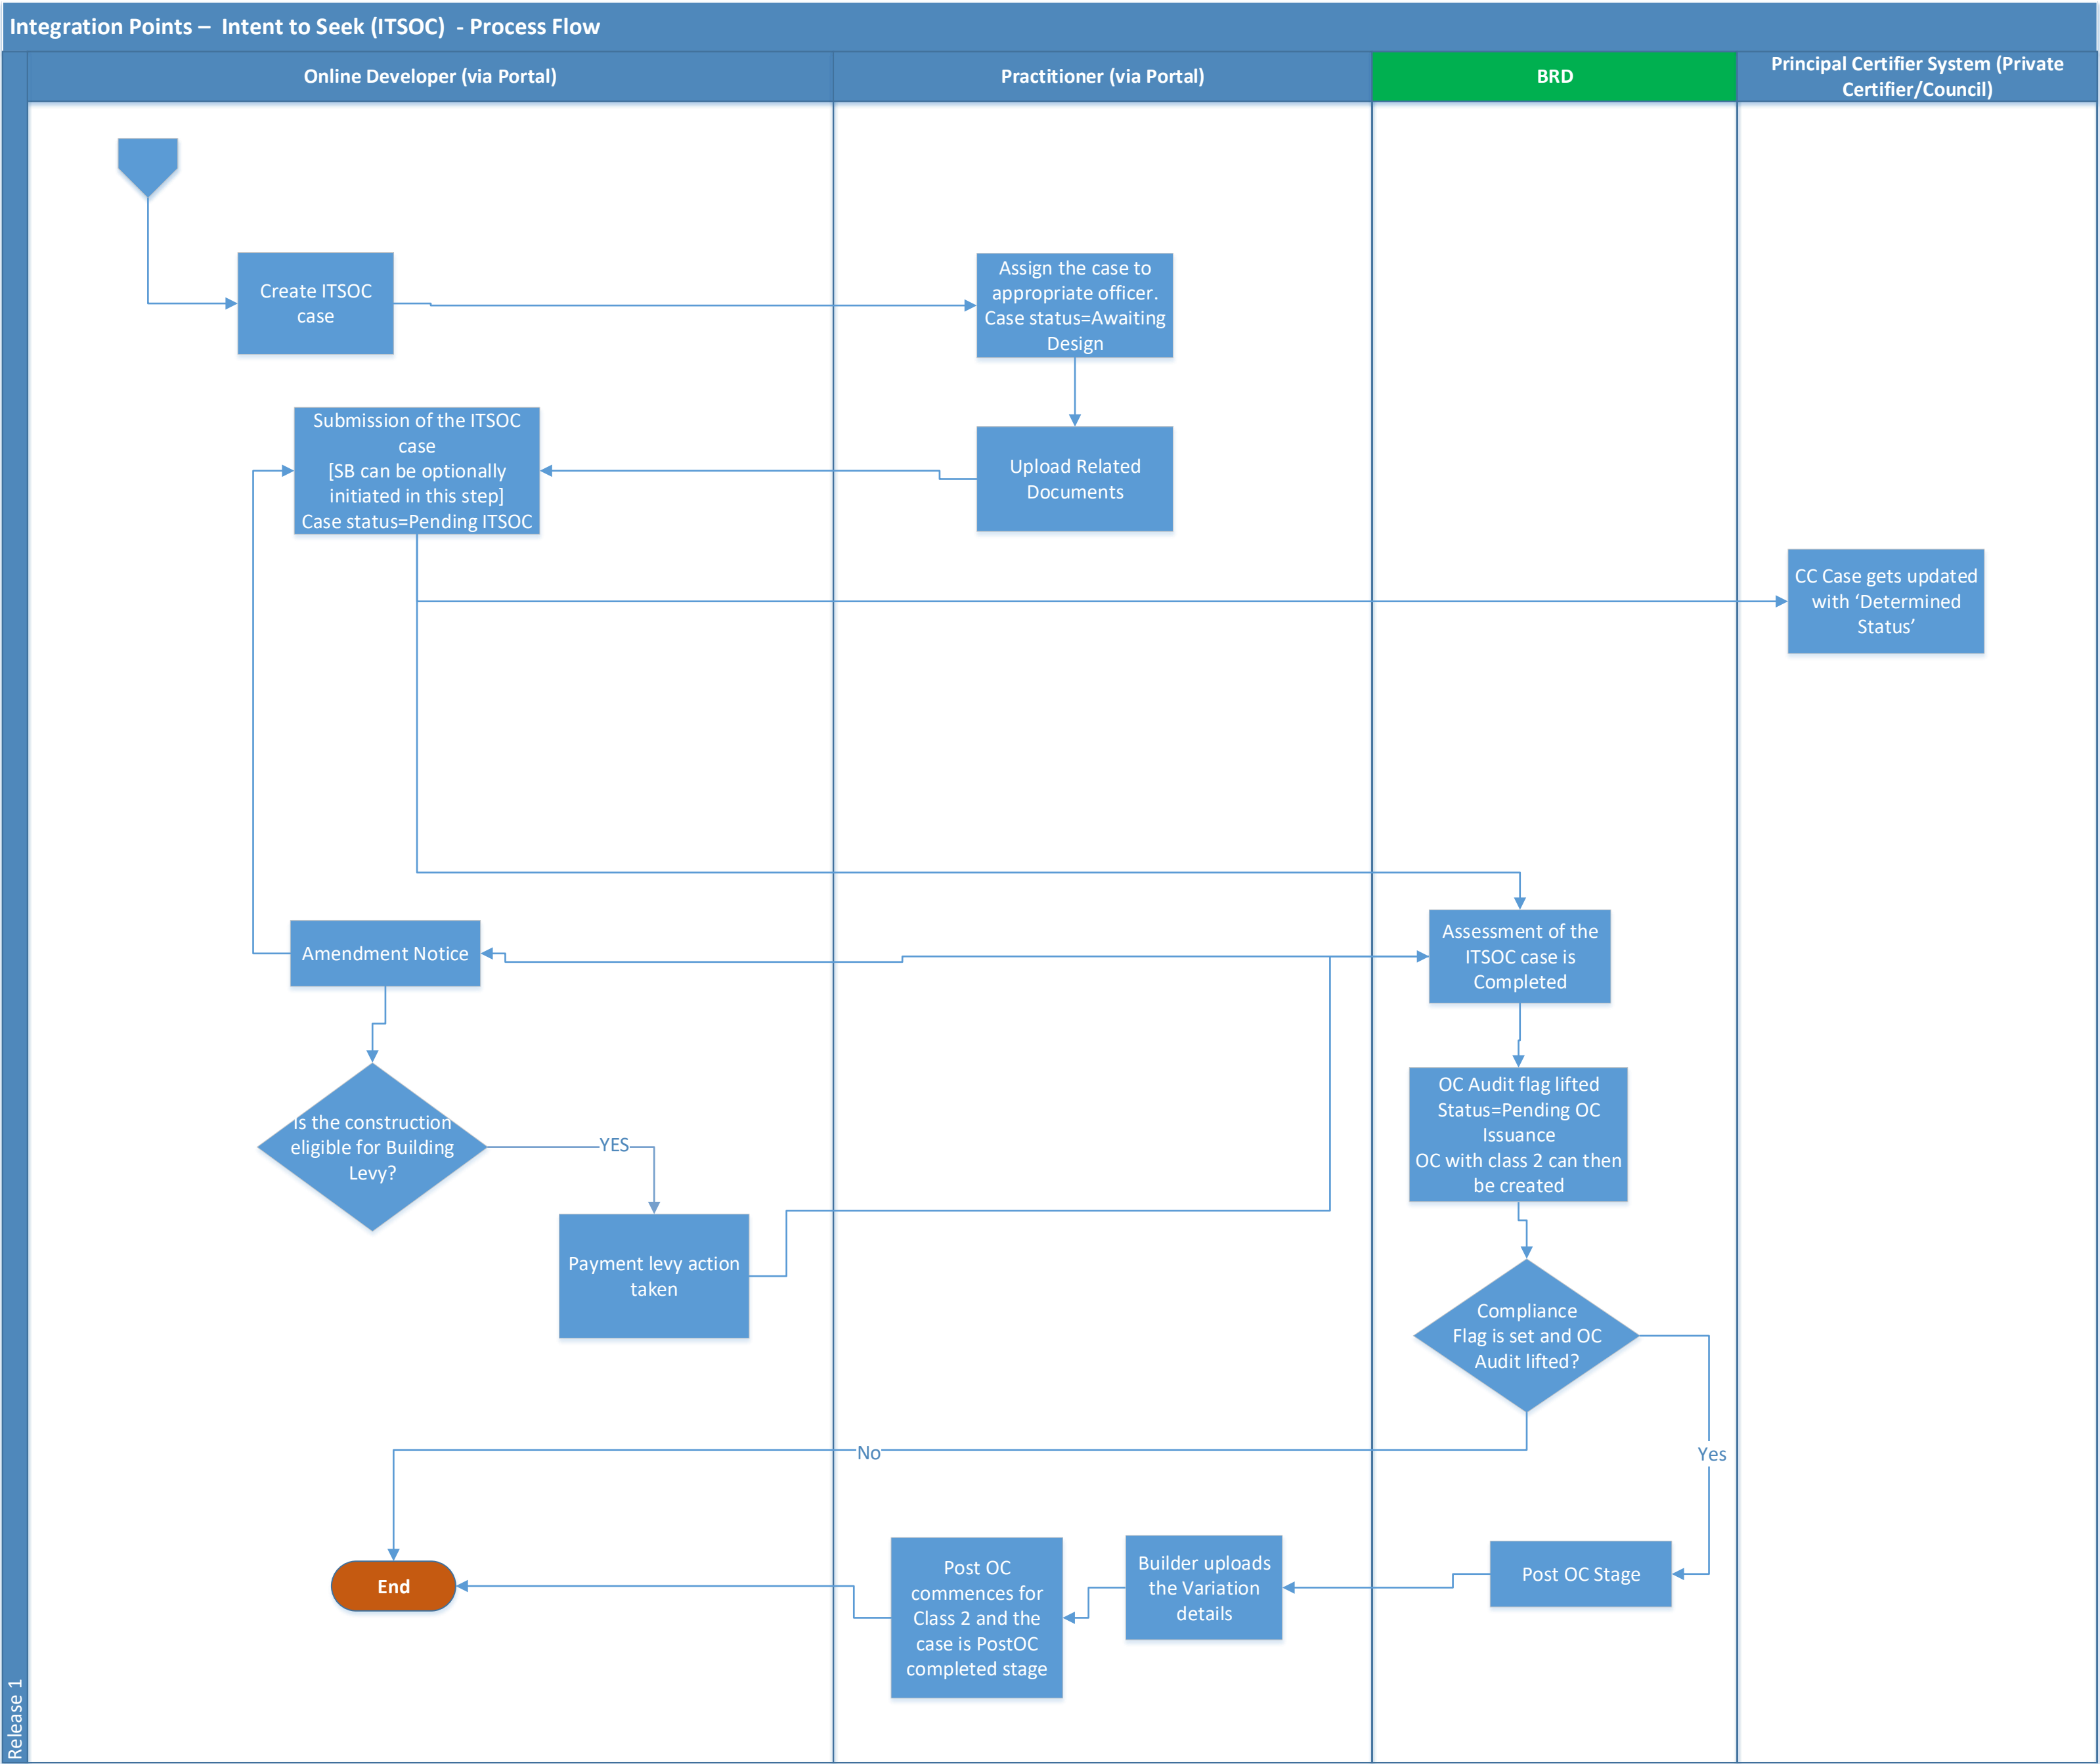 Integration Points – Intent to Seek (ITSOC) - Process Flow
Online Developer (via Portal)
Practitioner (via Portal)
BRD
Principal Certifier System (Private
Certifier/Council)
Create ITSOC
case
Assign the case to
appropriate officer.
Case status=Awaiting
Design
Submission of the ITSOC
case
[SB can be optionally
initiated in this step]
Case status=Pending ITSOC
Upload Related
Documents
CC Case gets updated
with ‘Determined
Status’
Amendment Notice
Assessment of the
ITSOC case is
Completed
Is the construction
eligible for Building
Levy?
YES
OC Audit flag lifted
Status=Pending OC
Issuance
OC with class 2 can then
be created
Payment levy action
taken
Compliance
Flag is set and OC
Audit lifted?
No
Yes
End
Post OC
commences for
Class 2 and the
case is PostOC
completed stage
Builder uploads
the Variation
details
Post OC Stage
Release 1